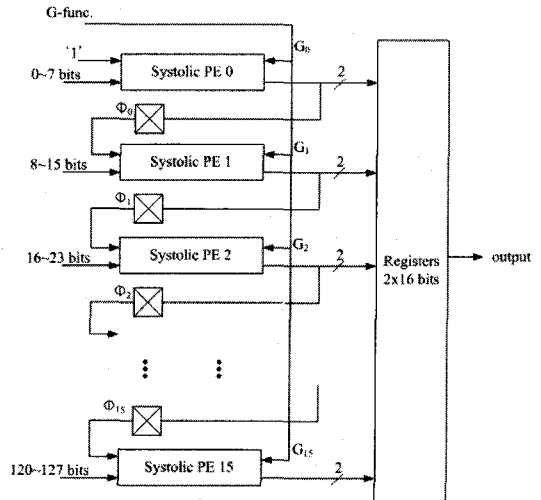 G-func.
'1'
G0
Systolic PE 0
0~7 bits
2
Φ0
G1
Systolic PE 1
8~15 bits
2
Φ1
G2
Systolic PE 2
16~23 bits
2
Registers
2x16 bits
output
Φ2
Φ15
G15
Systolic PE 15
120~127 bits
2